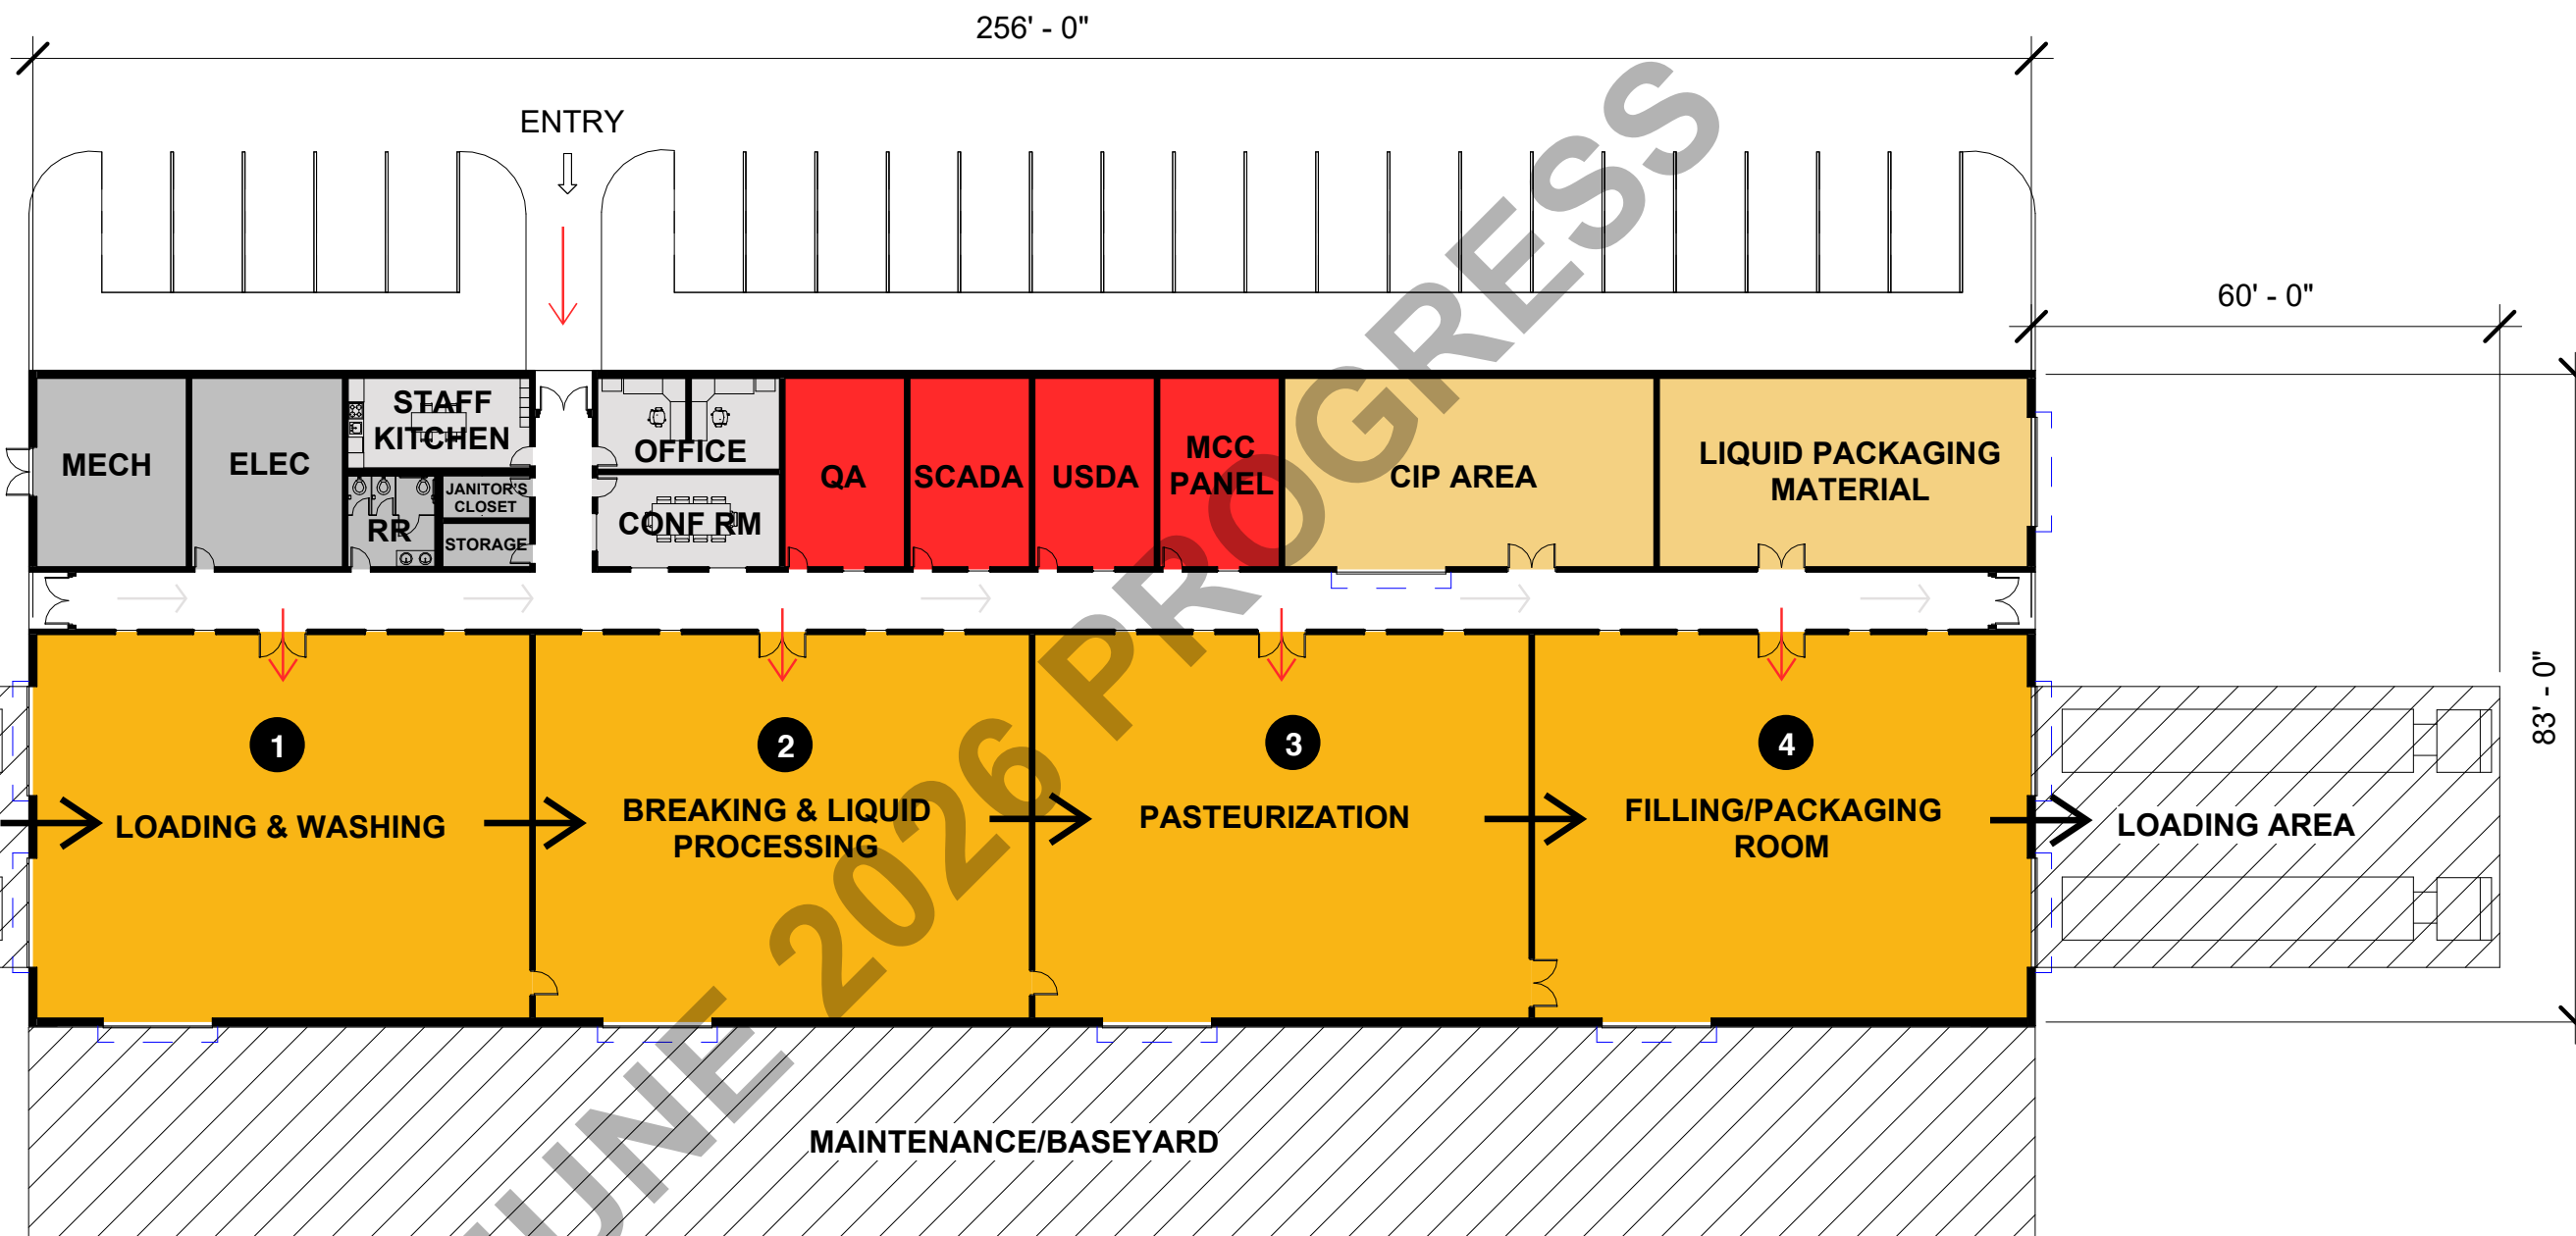 256' - 0"
ENTRY
60' - 0"
MECH
ELEC
STAFF
KITCHEN
RR
JANITOR'S
CLOSET
STORAGE
OFFICE
CONF RM
QA
SCADA
USDA
MCC
PANEL
CIP AREA
LIQUID PACKAGING
MATERIAL
83' - 0"
1
LOADING & WASHING
2
BREAKING & LIQUID
PROCESSING
3
PASTEURIZATION
4
FILLING/PACKAGING
ROOM
LOADING AREA
MAINTENANCE/BASEYARD
UNE 2026 PROGRESS